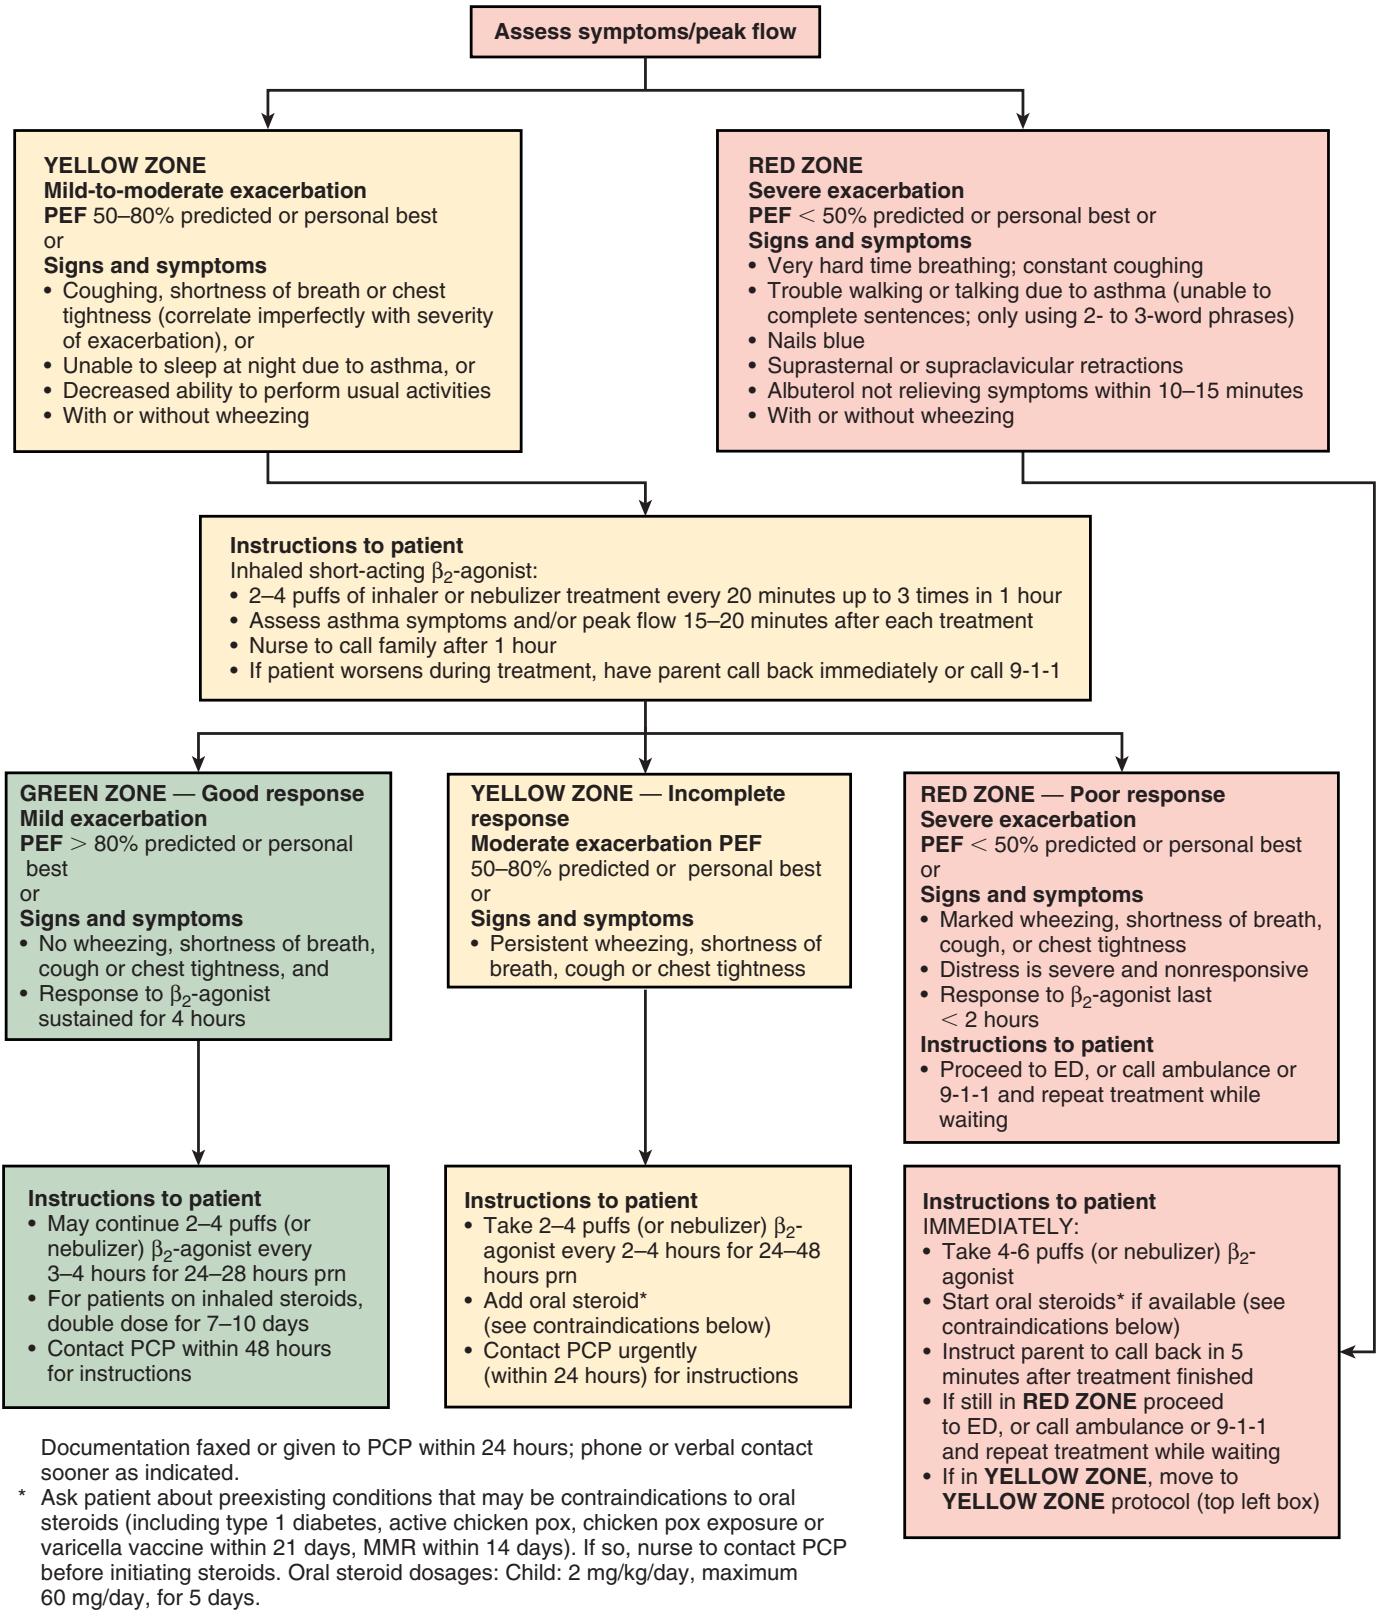 Assess symptoms/peak flow
YELLOW ZONE
Mild-to-moderate exacerbation
PEF 50–80% predicted or personal best
or
Signs and symptoms
• Coughing, shortness of breath or chest
tightness (correlate imperfectly with severity
of exacerbation), or
• Unable to sleep at night due to asthma, or
• Decreased ability to perform usual activities
• With or without wheezing
RED ZONE
Severe exacerbation
PEF < 50% predicted or personal best or
Signs and symptoms
• Very hard time breathing; constant coughing
• Trouble walking or talking due to asthma (unable to
complete sentences; only using 2- to 3-word phrases)
• Nails blue
• Suprasternal or supraclavicular retractions
• Albuterol not relieving symptoms within 10–15 minutes
• With or without wheezing
Instructions to patient
Inhaled short-acting β2-agonist:
• 2–4 puffs of inhaler or nebulizer treatment every 20 minutes up to 3 times in 1 hour
• Assess asthma symptoms and/or peak flow 15–20 minutes after each treatment
• Nurse to call family after 1 hour
• If patient worsens during treatment, have parent call back immediately or call 9-1-1
GREEN ZONE — Good response
Mild exacerbation
PEF > 80% predicted or personal
best
or
Signs and symptoms
• No wheezing, shortness of breath,
cough or chest tightness, and
• Response to β2-agonist
sustained for 4 hours
YELLOW ZONE — Incomplete
response
Moderate exacerbation PEF
50–80% predicted or personal best
or
Signs and symptoms
• Persistent wheezing, shortness of
breath, cough or chest tightness
RED ZONE — Poor response
Severe exacerbation
PEF < 50% predicted or personal best
or
Signs and symptoms
• Marked wheezing, shortness of breath,
cough, or chest tightness
• Distress is severe and nonresponsive
• Response to β2-agonist last
< 2 hours
Instructions to patient
• Proceed to ED, or call ambulance or
9-1-1 and repeat treatment while
waiting
Instructions to patient
• May continue 2–4 puffs (or
nebulizer) β2-agonist every
3–4 hours for 24–28 hours prn
• For patients on inhaled steroids,
double dose for 7–10 days
• Contact PCP within 48 hours
for instructions
Instructions to patient
• Take 2–4 puffs (or nebulizer) β2-
agonist every 2–4 hours for 24–48
hours prn
• Add oral steroid*
(see contraindications below)
• Contact PCP urgently
(within 24 hours) for instructions
Instructions to patient
IMMEDIATELY:
• Take 4-6 puffs (or nebulizer) β2-
agonist
• Start oral steroids* if available (see
contraindications below)
• Instruct parent to call back in 5
minutes after treatment finished
• If still in RED ZONE proceed
to ED, or call ambulance or 9-1-1
and repeat treatment while waiting
• If in YELLOW ZONE, move to
YELLOW ZONE protocol (top left box)
Documentation faxed or given to PCP within 24 hours; phone or verbal contact
sooner as indicated.
* Ask patient about preexisting conditions that may be contraindications to oral
steroids (including type 1 diabetes, active chicken pox, chicken pox exposure or
varicella vaccine within 21 days, MMR within 14 days). If so, nurse to contact PCP
before initiating steroids. Oral steroid dosages: Child: 2 mg/kg/day, maximum
60 mg/day, for 5 days.